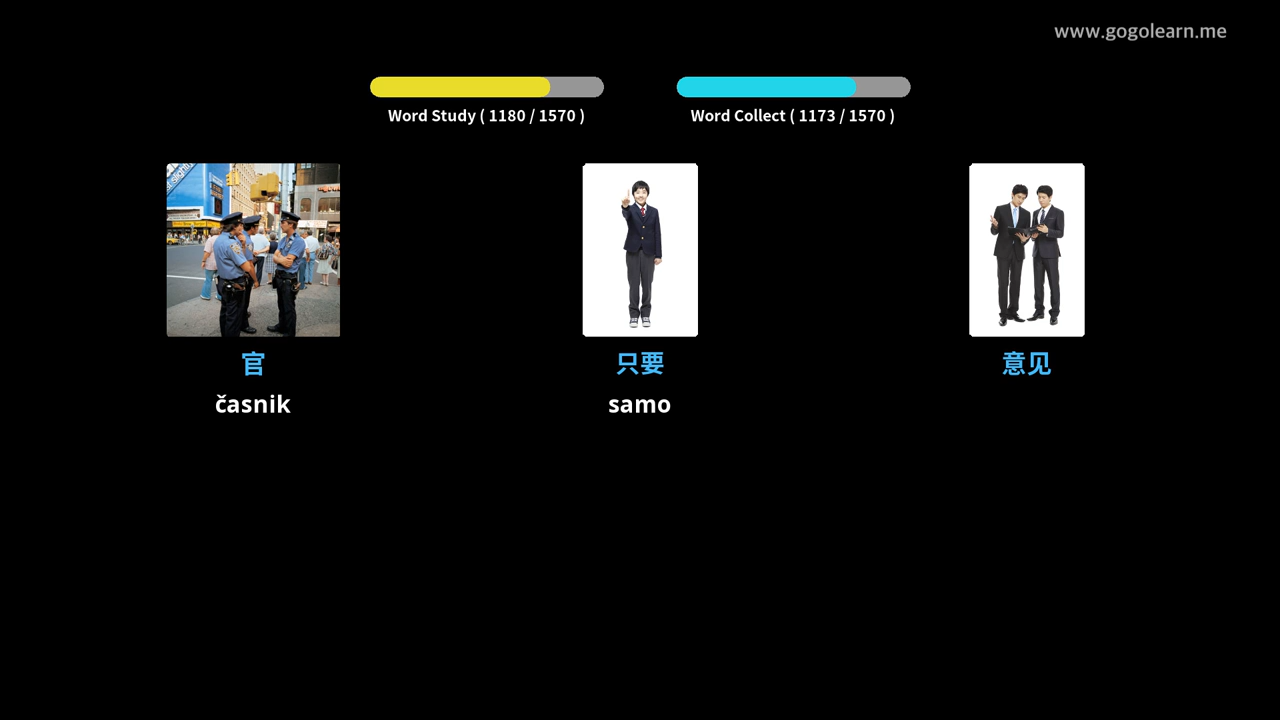 www.gogolearn.me
Word Study ( 1180 / 1570 )
Word Collect ( 1173 / 1570 )
官
只要
意见
časnik
samo